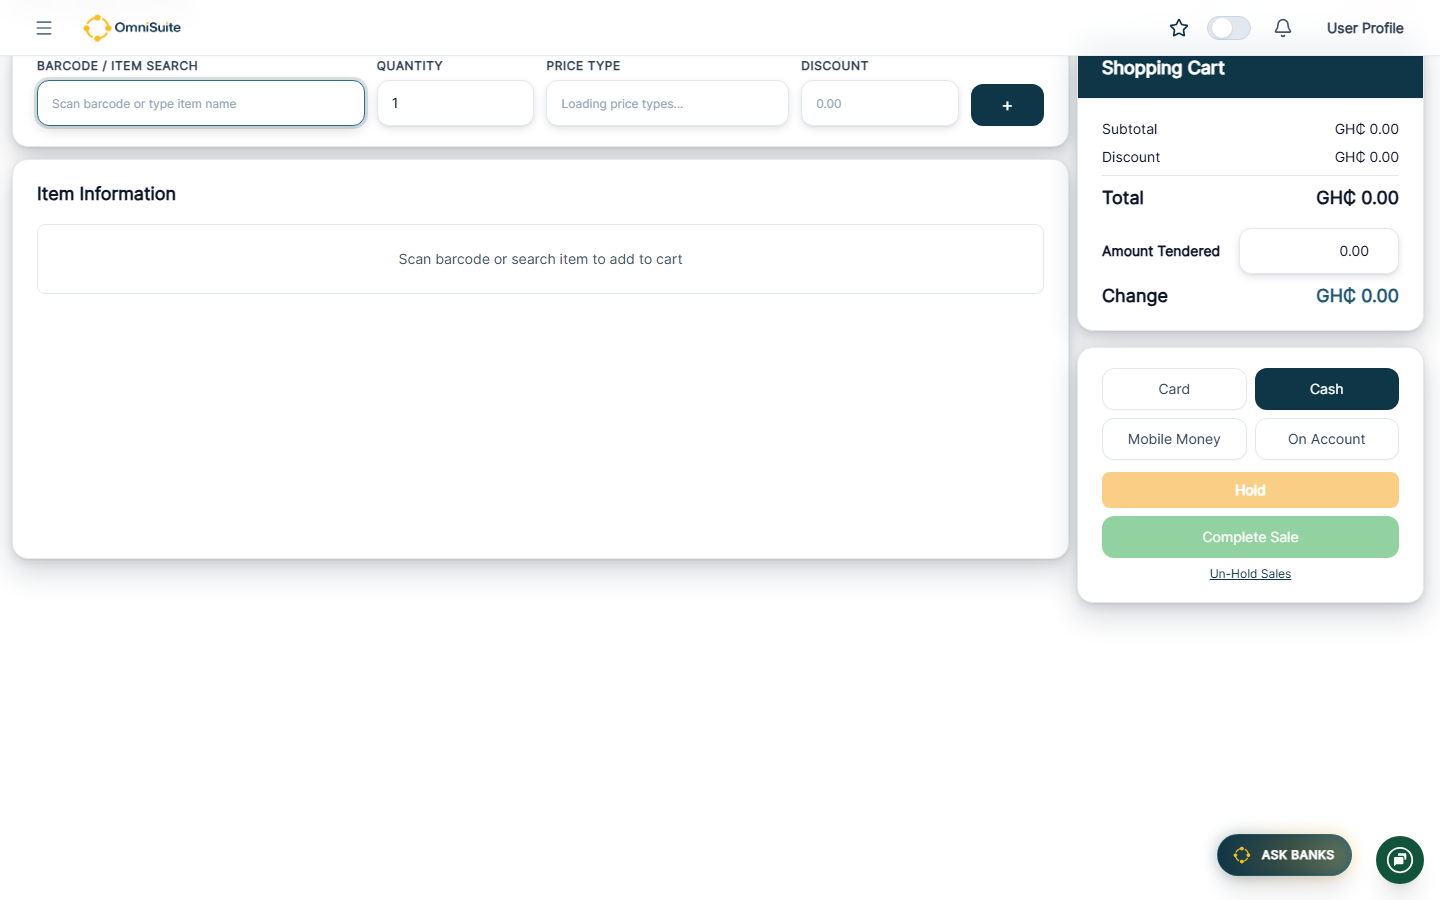 OmniSuite
User Profile
BARCODE / ITEM SEARCH
QUANTITY
PRICE TYPE
DISCOUNT
Scan barcode or type item name
1
Loading price types...
0.00
+
Item Information
Scan barcode or search item to add to cart
Shopping Cart
Subtotal GH₵ 0.00
Discount GH₵ 0.00
Total GH₵ 0.00
Amount Tendered 0.00
Change GH₵ 0.00
Card
Cash
Mobile Money
On Account
Hold
Complete Sale
Un-Hold Sales
ASK BANKS